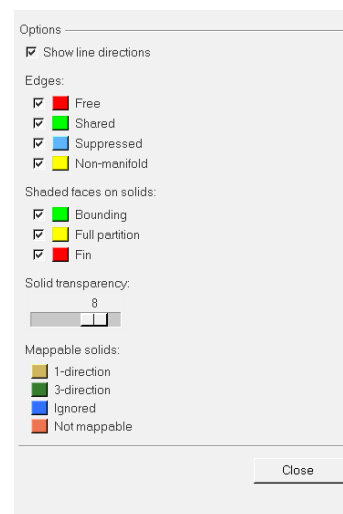 Options
Show line directions
Edges:
Free
Shared
Suppressed
Non-manifold
Shaded faces on solids:
Bounding
Full partition
Fin
Solid transparency:
8
Mappable solids:
1-direction
3-direction
Ignored
Not mappable
Close